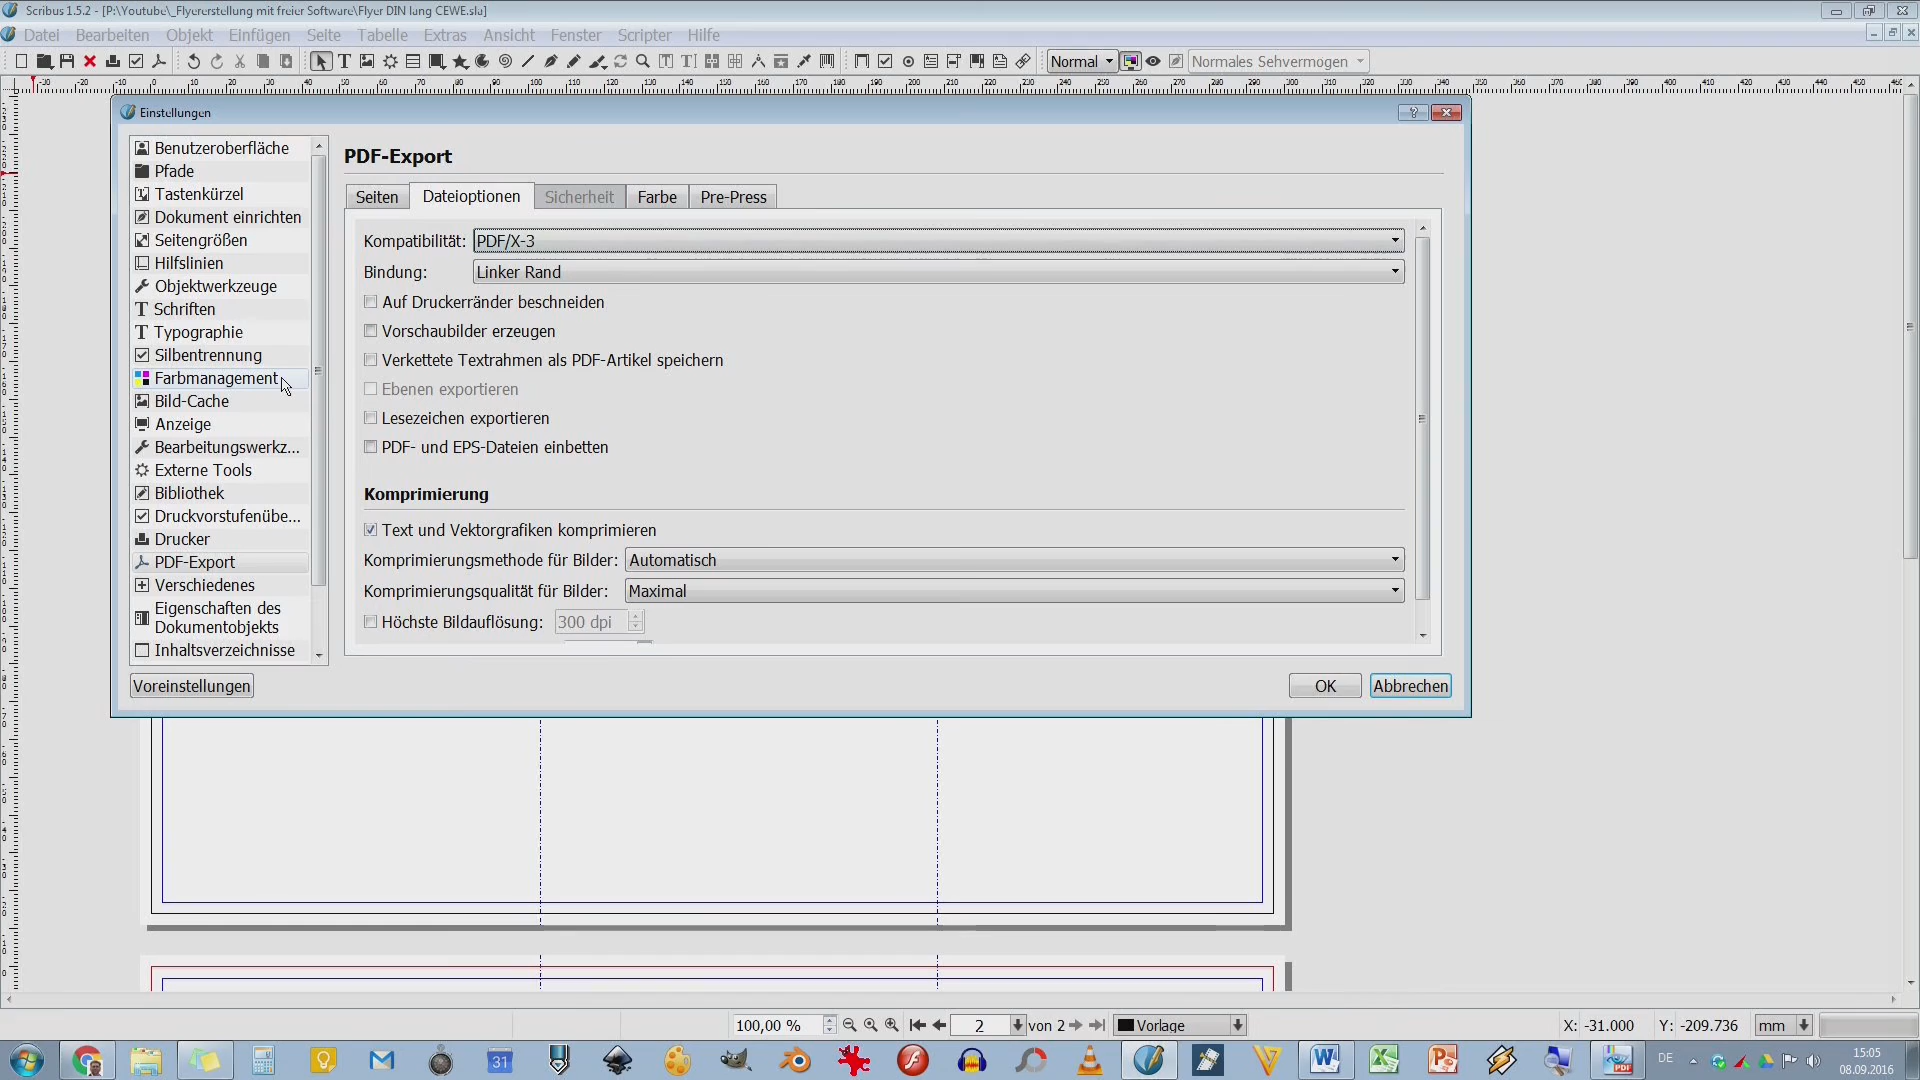 Scribus 1.5.2 - [P:\Youtube\_Flyererstellung mit freier Software\Flyer DIN lang CEWE.sla]
Datei Bearbeiten Objekt Einfügen Seite Tabelle Extras Ansicht Fenster Scripter Hilfe
Normal Normales Sehvermögen
Einstellungen
Benutzeroberfläche
Pfade
Tastenkürzel
Dokument einrichten
Seitengrößen
Hilfslinien
Objektwerkzeuge
Schriften
Typographie
Silbentrennung
Farbmanagement
Bild-Cache
Anzeige
Bearbeitungswerkz...
Externe Tools
Bibliothek
Druckvorstufenübe...
Drucker
PDF-Export
Verschiedenes
Eigenschaften des
Dokumentobjekts
Inhaltsverzeichnisse
Voreinstellungen
PDF-Export
Seiten Dateioptionen Sicherheit Farbe Pre-Press
Kompatibilität: PDF/X-3
Bindung: Linker Rand
Auf Druckerränder beschneiden
Vorschaubilder erzeugen
Verkettete Textrahmen als PDF-Artikel speichern
Ebenen exportieren
Lesezeichen exportieren
PDF- und EPS-Dateien einbetten
Komprimierung
Text und Vektorgrafiken komprimieren
Komprimierungsmethode für Bilder: Automatisch
Komprimierungsqualität für Bilder: Maximal
Höchste Bildauflösung: 300 dpi
OK Abbrechen
100,00 % 2 von 2 Vorlage X: -31.000 Y: -209.736 mm
31
DE
15:05
08.09.2016